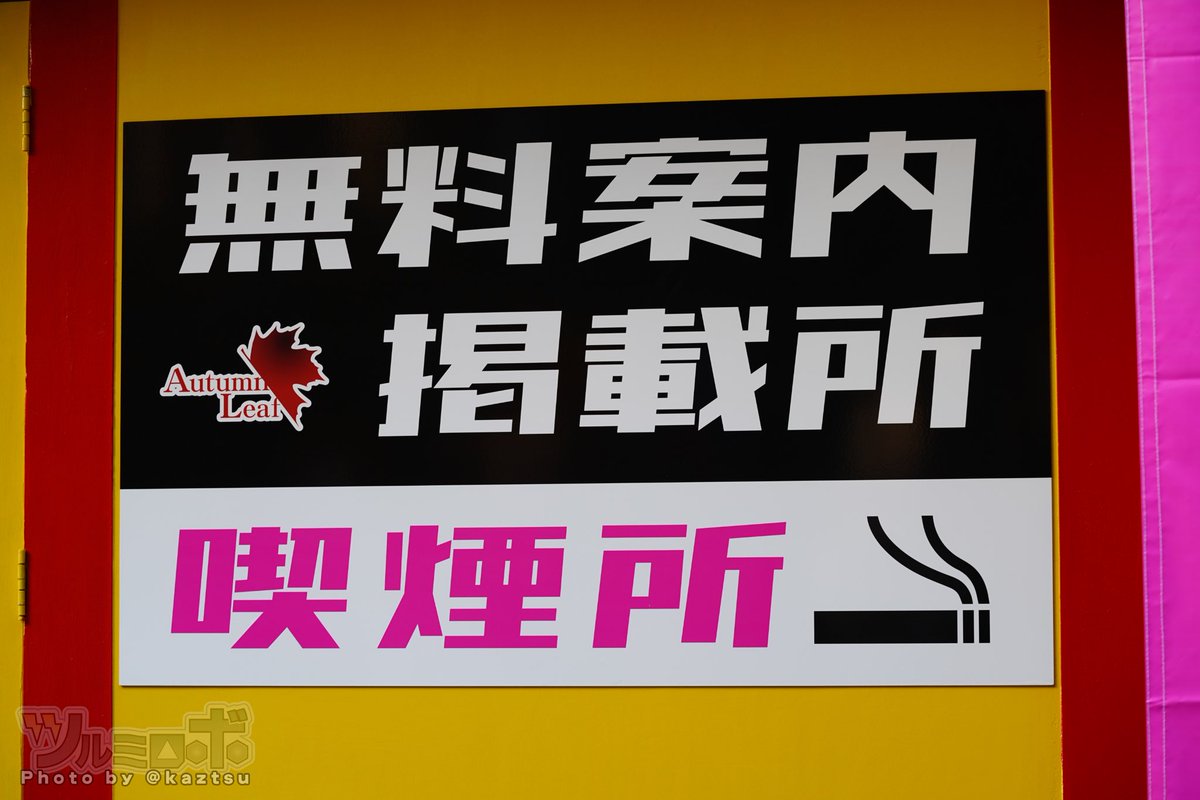 無料案内
掲載所
Autumn
Leaf
喫煙所
ツルミロボ
Photo by @kaztsu